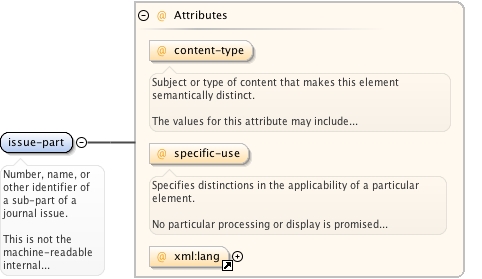 Attributes
@ content-type
Subject or type of content that makes this element
semantically distinct.
The values for this attribute may include...
issue-part
@ specific-use
Number, name, or
other identifier of
a sub-part of a
journal issue.
This is not the
machine-readable
internal...
Specifies distinctions in the applicability of a particular
element.
No particular processing or display is promised...
@ xml:lang